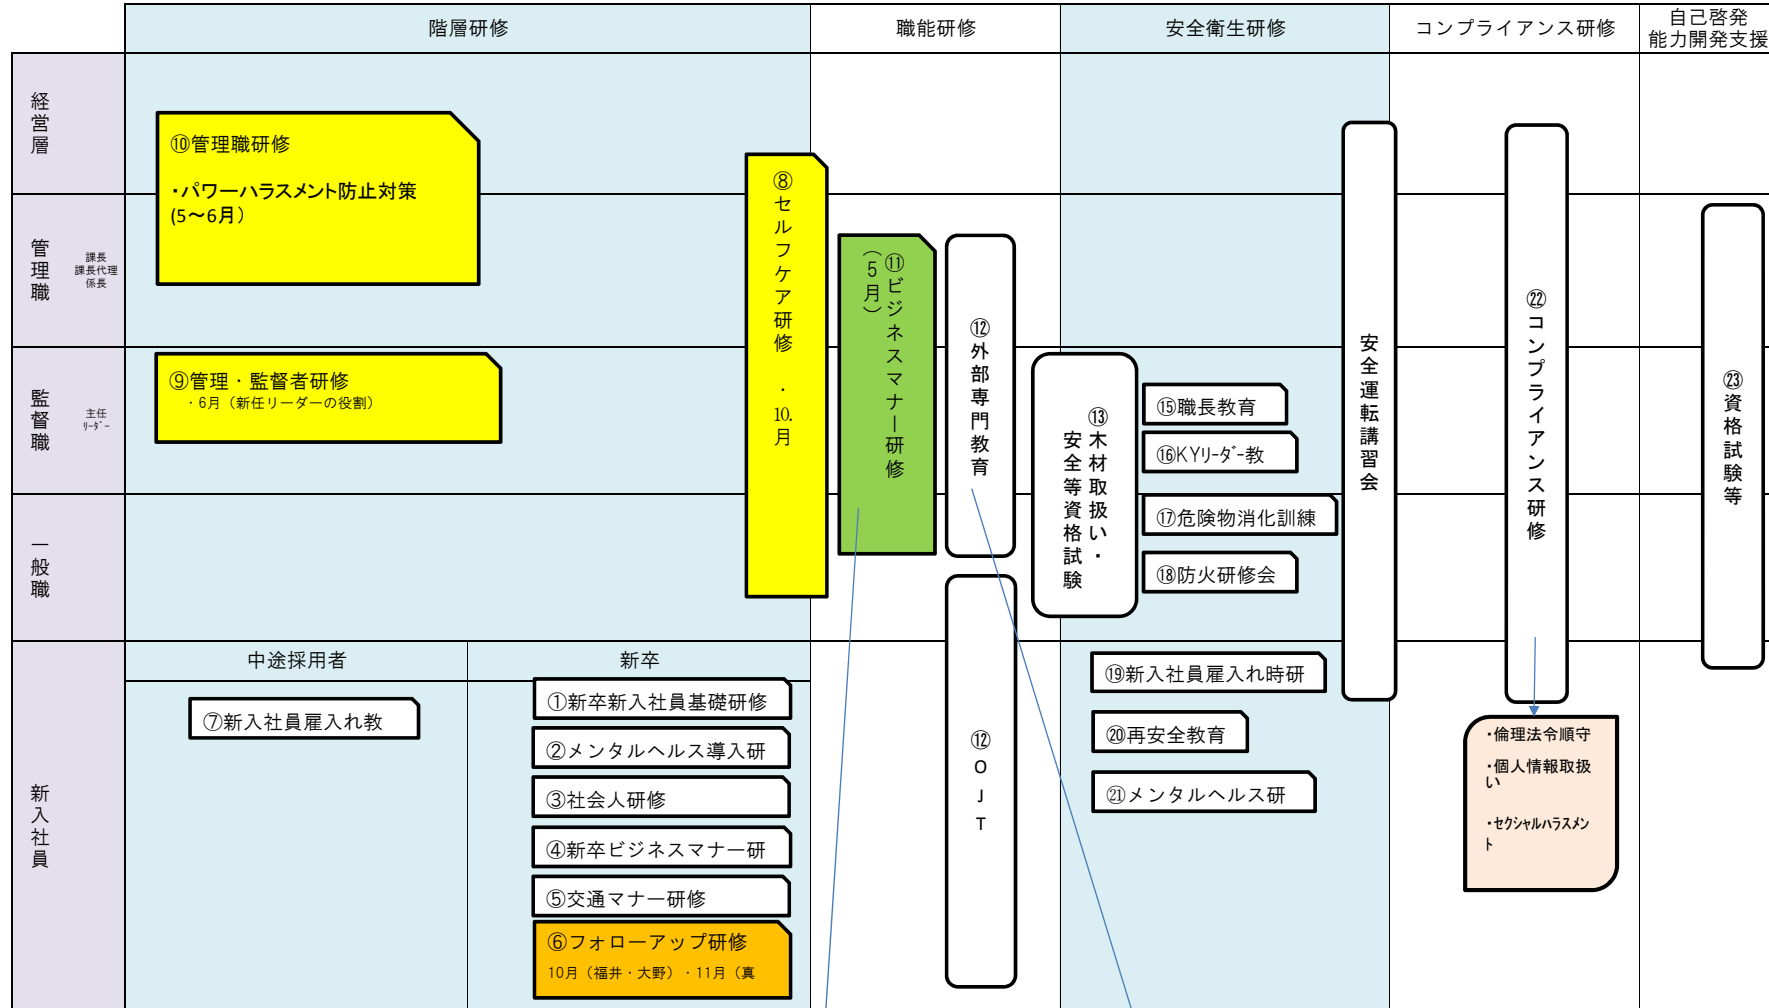 階層研修
職能研修
安全衛生研修
コンプライアンス研修
自己啓発
能力開発支援
経営層
⑩管理職研修
・パワーハラスメント防止対策
(5～6月）
⑧セルフケア研修　・10.月
管理職
課長
課長代理
係長
⑪ビジネスマナー研修
（5月）
⑫外部専門教育
安全運転講習会
㉒コンプライアンス研修
㉓資格試験等
監督職
主任
ﾘｰﾀﾞｰ
⑨管理・監督者研修
・6月（新任リーダーの役割）
⑬木材取扱い・
安全等資格試験
⑮職長教育
⑯KYﾘｰﾀﾞｰ教
⑰危険物消化訓練
⑱防火研修会
一般職
新入社員
中途採用者
新卒
⑦新入社員雇入れ教
①新卒新入社員基礎研修
②メンタルヘルス導入研
③社会人研修
④新卒ビジネスマナー研
⑤交通マナー研修
⑥フォローアップ研修
10月（福井・大野）・11月（真
⑫OJT
⑲新入社員雇入れ時研
⑳再安全教育
㉑メンタルヘルス研
・倫理法令順守
・個人情報取扱
い
・ｾｸｼｬﾙﾊﾗｽﾒﾝ
ﾄ